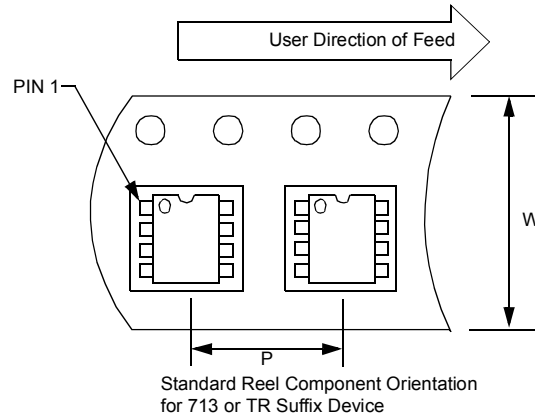 User Direction of Feed
PIN 1
W
P
Standard Reel Component Orientation
for 713 or TR Suffix Device